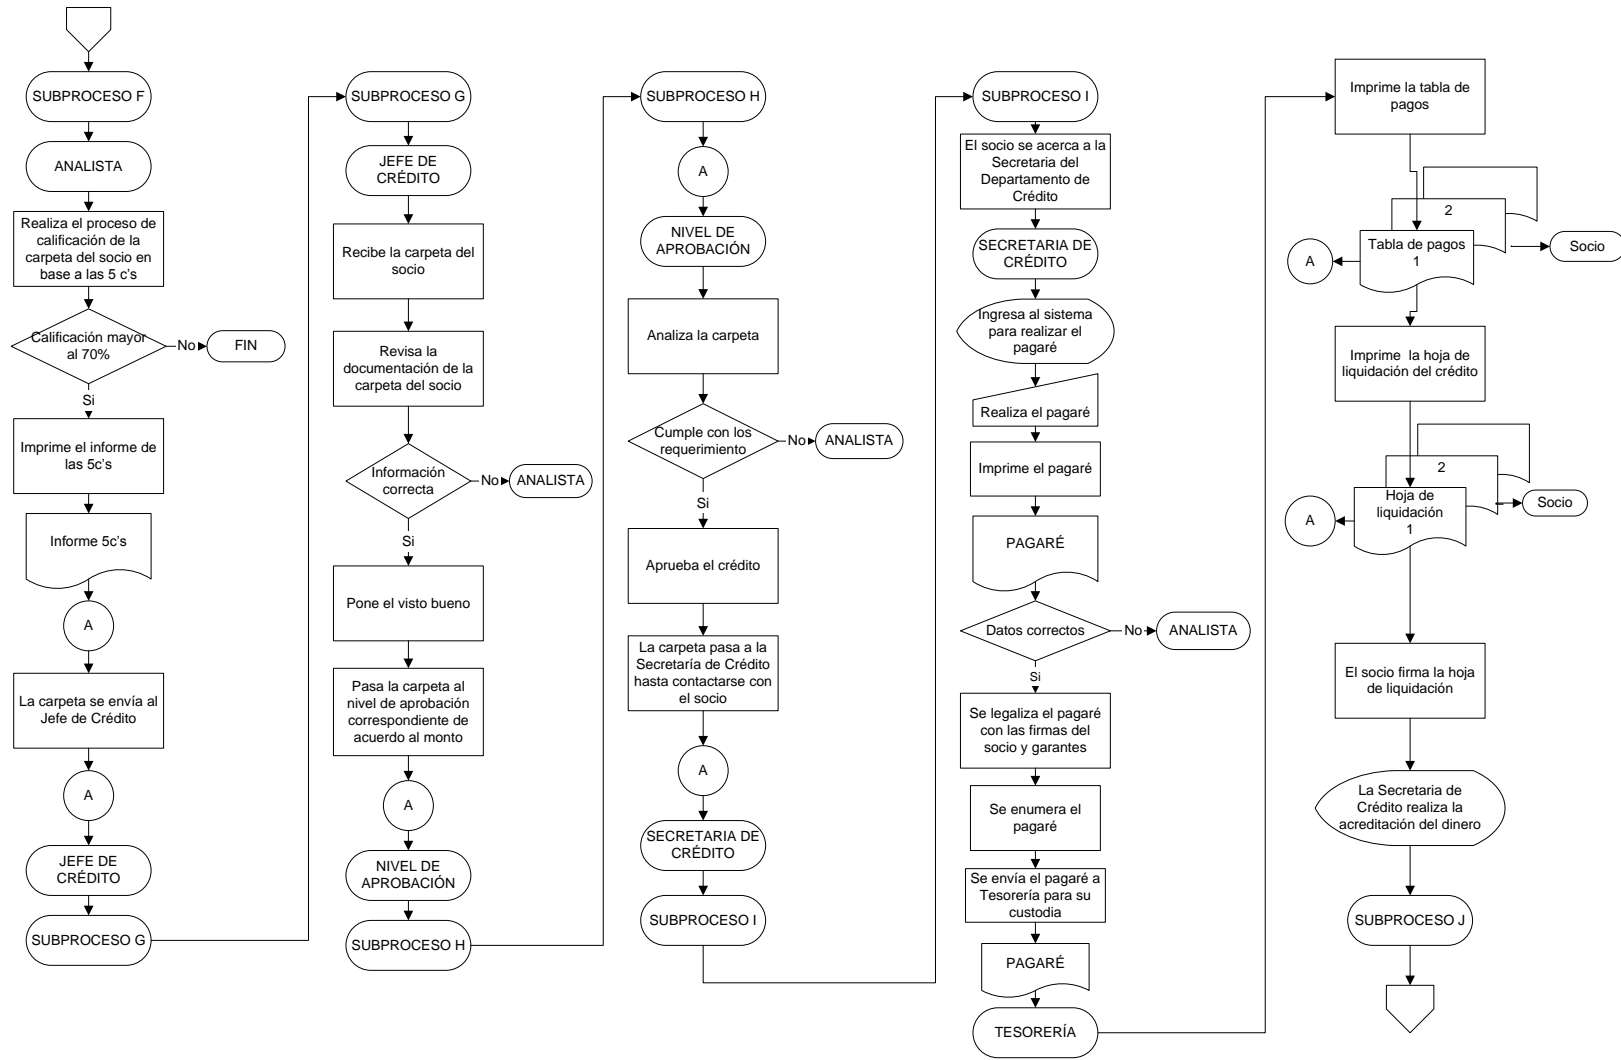 SUBPROCESO F
ANALISTA
Realiza el proceso de
calificación de la
carpeta del socio en
base a las 5 c's
Calificación mayor
al 70%
No
FIN
Si
Imprime el informe de
las 5c's
Informe 5c's
A
La carpeta se envía al
Jefe de Crédito
A
JEFE DE
CRÉDITO
SUBPROCESO G
SUBPROCESO G
JEFE DE
CRÉDITO
Recibe la carpeta del
socio
Revisa la
documentación de la
carpeta del socio
Información
correcta
No
ANALISTA
Si
Pone el visto bueno
Pasa la carpeta al
nivel de aprobación
correspondiente de
acuerdo al monto
A
NIVEL DE
APROBACIÓN
SUBPROCESO H
SUBPROCESO H
A
NIVEL DE
APROBACIÓN
Analiza la carpeta
Cumple con los
requerimiento
No
ANALISTA
Si
Aprueba el crédito
La carpeta pasa a la
Secretaría de Crédito
hasta contactarse con
el socio
A
SECRETARIA DE
CRÉDITO
SUBPROCESO I
SUBPROCESO I
El socio se acerca a la
Secretaria del
Departamento de
Crédito
SECRETARIA DE
CRÉDITO
Ingresa al sistema
para realizar el
pagaré
Realiza el pagaré
Imprime el pagaré
PAGARÉ
Datos correctos
No
ANALISTA
Si
Se legaliza el pagaré
con las firmas del
socio y garantes
Se enumera el
pagaré
Se envía el pagaré a
Tesorería para su
custodia
PAGARÉ
TESORERÍA
Imprime la tabla de
pagos
2
Tabla de pagos
1
A
Socio
Imprime la hoja de
liquidación del crédito
2
Hoja de
liquidación
1
A
Socio
El socio firma la hoja
de liquidación
La Secretaria de
Crédito realiza la
acreditación del dinero
SUBPROCESO J